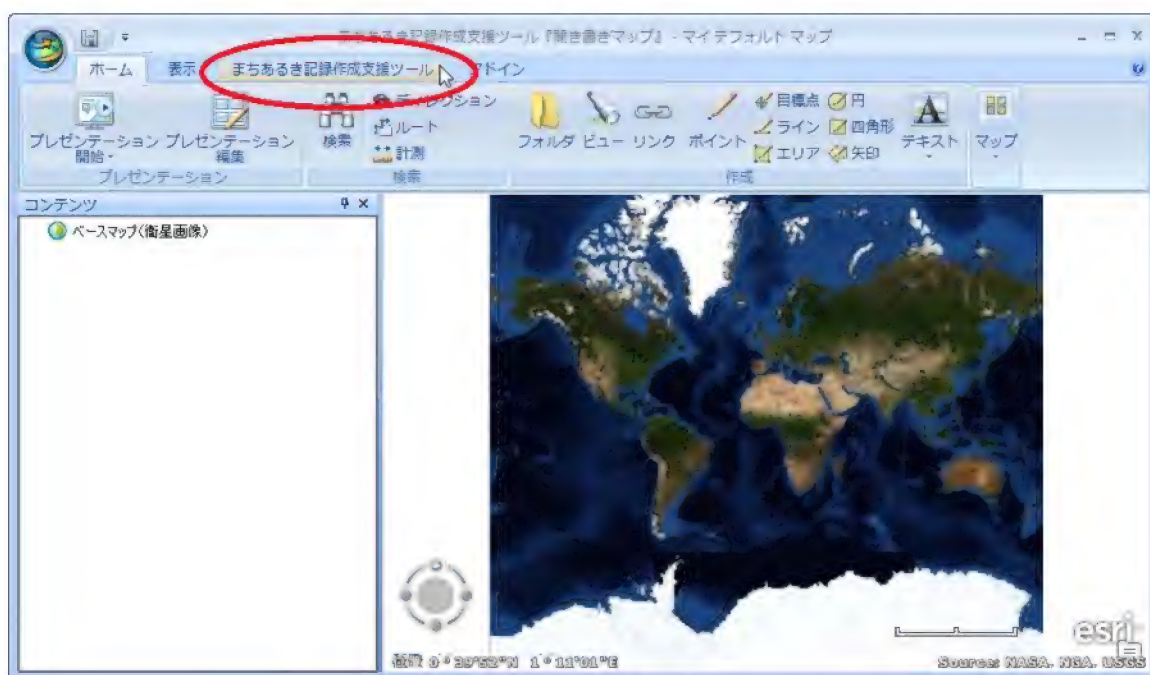 まちあるき記録作成支援ツール『聞き書きマップ』 - マイ デフォルト マップ
ホーム 表示 まちあるき記録作成支援ツール アドイン
プレゼンテーション開始
プレゼンテーション編集
プレゼンテーション
検索
ディレクション
ルート
計測
検索
フォルダ ビュー リンク ポイント
目標点 円
ライン 四角形
エリア 矢印
テキスト
作成
マップ
コンテンツ
ベースマップ(衛星画像)
0°39'52"N 1°11'01"E
esri
Sources: NASA, NGA, USGS